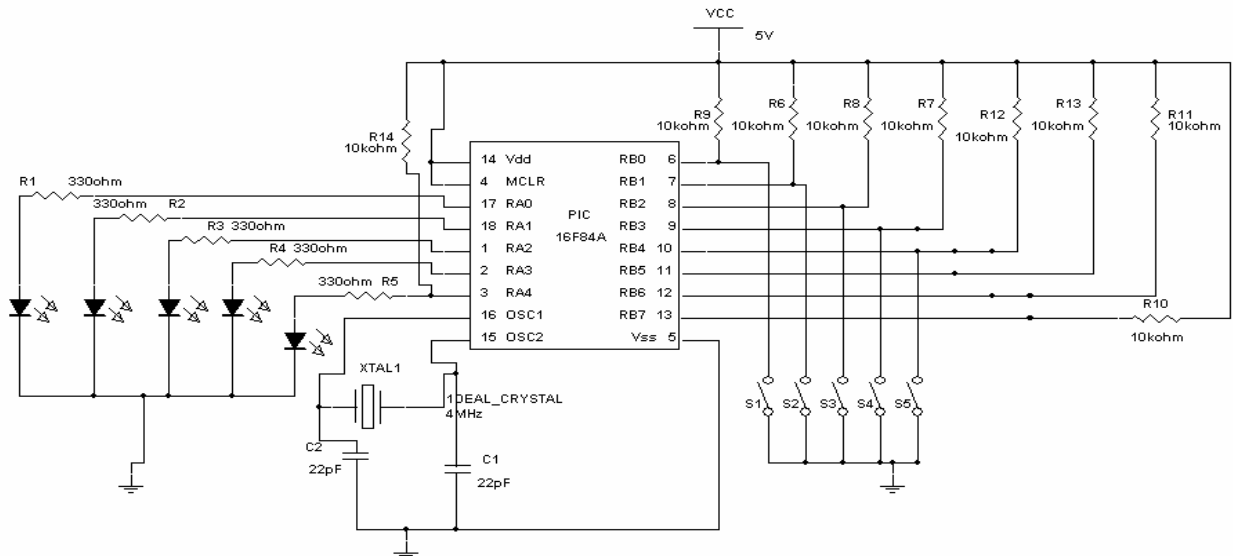 VCC
5V
R14
10kohm
R9
10kohm
R6
10kohm
R8
10kohm
R7
10kohm
R12
10kohm
R13
10kohm
R11
10kohm
R1
330ohm
330ohm
R2
R3 330ohm
R4 330ohm
330ohm R5
14 Vdd
4 MCLR
17 RA0
18 RA1
1 RA2
2 RA3
3 RA4
16 OSC1
15 OSC2
PIC
16F84A
RB0 6
RB1 7
RB2 8
RB3 9
RB4 10
RB5 11
RB6 12
RB7 13
Vss 5
R10
10kohm
XTAL1
IDEAL_CRYSTAL
4MHz
C2
22pF
C1
22pF
S1
S2
S3
S4
S5